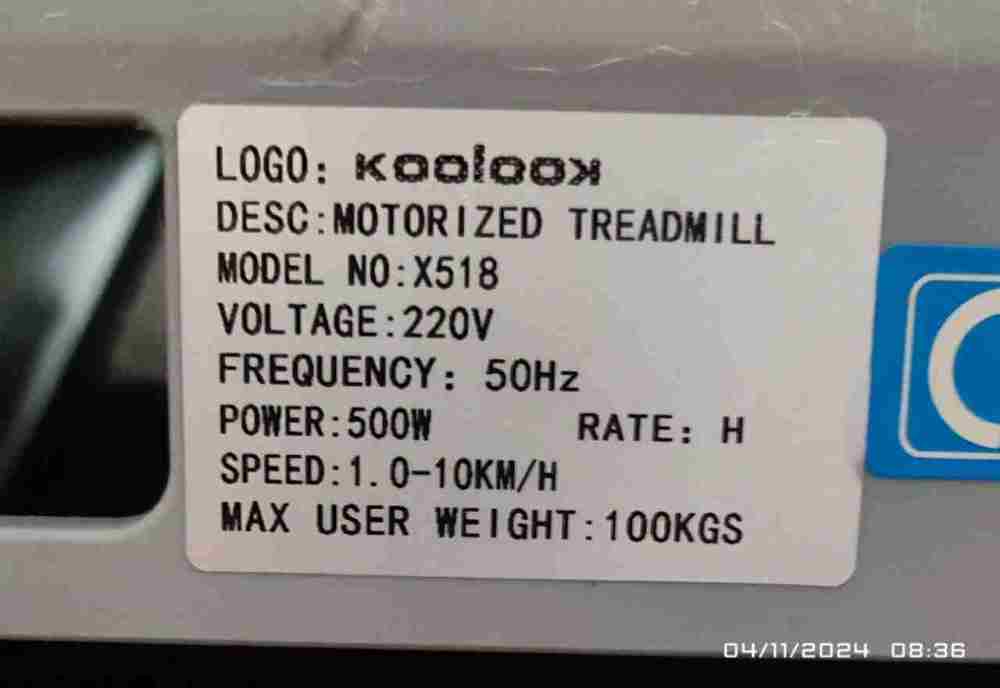 LOGO: KOOlOOK
DESC:MOTORIZED TREADMILL
MODEL NO:X518
VOLTAGE:220V
FREQUENCY: 50Hz
POWER:500W RATE: H
SPEED:1.0-10KM/H
MAX USER WEIGHT:100KGS
04/11/2024 08:36